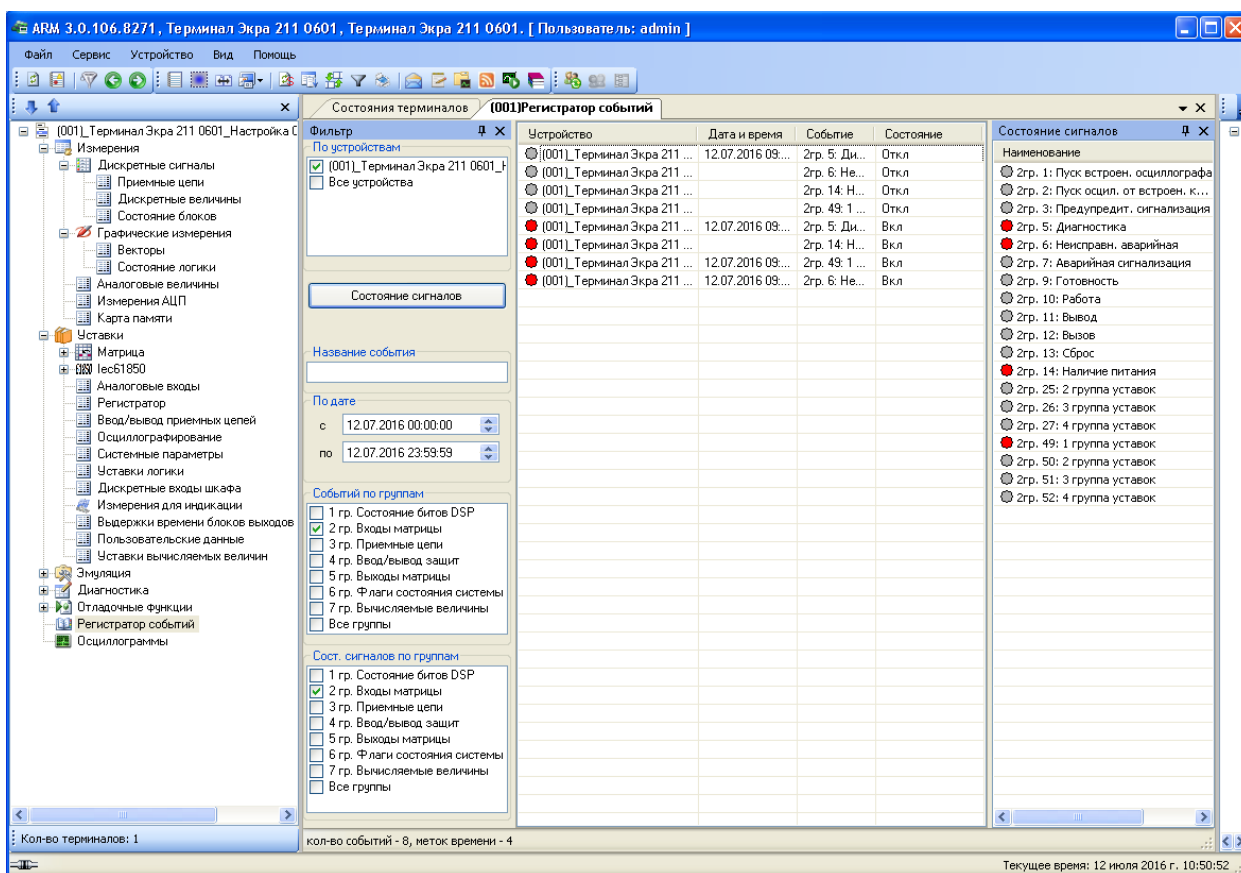 ARM 3.0.106.8271, Терминал Экра 211 0601, Терминал Экра 211 0601. [ Пользователь: admin ]
Файл Сервис Устройство Вид Помощь
(001)_Терминал Экра 211 0601_Настройка С
Измерения
Дискретные сигналы
Приемные цепи
Дискретные величины
Состояние блоков
Графические измерения
Векторы
Состояние логики
Аналоговые величины
Измерения АЦП
Карта памяти
Уставки
Матрица
Iec61850
Аналоговые входы
Регистратор
Ввод/вывод приемных цепей
Осциллографирование
Системные параметры
Уставки логики
Дискретные входы шкафа
Измерения для индикации
Выдержки времени блоков выходов
Пользовательские данные
Уставки вычисляемых величин
Эмуляция
Диагностика
Отладочные функции
Регистратор событий
Осциллограммы
Кол-во терминалов: 1
Состояния терминалов (001)Регистратор событий
Фильтр
По устройствам
(001)_Терминал Экра 211 0601_Н
Все устройства
Состояние сигналов
Название события
По дате
с 12.07.2016 00:00:00
по 12.07.2016 23:59:59
Событий по группам
1 гр. Состояние битов DSP
2 гр. Входы матрицы
3 гр. Приемные цепи
4 гр. Ввод/вывод защит
5 гр. Выходы матрицы
6 гр. Флаги состояния системы
7 гр. Вычисляемые величины
Все группы
Сост. сигналов по группам
1 гр. Состояние битов DSP
2 гр. Входы матрицы
3 гр. Приемные цепи
4 гр. Ввод/вывод защит
5 гр. Выходы матрицы
6 гр. Флаги состояния системы
7 гр. Вычисляемые величины
Все группы
Устройство Дата и время Событие Состояние
(001)_Терминал Экра 211 ... 12.07.2016 09:... 2гр. 5: Ди... Откл
(001)_Терминал Экра 211 ... 2гр. 6: Не... Откл
(001)_Терминал Экра 211 ... 2гр. 14: Н... Откл
(001)_Терминал Экра 211 ... 2гр. 49: 1 ... Откл
(001)_Терминал Экра 211 ... 12.07.2016 09:... 2гр. 5: Ди... Вкл
(001)_Терминал Экра 211 ... 2гр. 14: Н... Вкл
(001)_Терминал Экра 211 ... 12.07.2016 09:... 2гр. 49: 1 ... Вкл
(001)_Терминал Экра 211 ... 12.07.2016 09:... 2гр. 6: Не... Вкл
кол-во событий - 8, меток времени - 4
Состояние сигналов
Наименование
2гр. 1: Пуск встроен. осциллографа
2гр. 2: Пуск осцил. от встроен. к...
2гр. 3: Предупредит. сигнализация
2гр. 5: Диагностика
2гр. 6: Неисправн. аварийная
2гр. 7: Аварийная сигнализация
2гр. 9: Готовность
2гр. 10: Работа
2гр. 11: Вывод
2гр. 12: Вызов
2гр. 13: Сброс
2гр. 14: Наличие питания
2гр. 25: 2 группа уставок
2гр. 26: 3 группа уставок
2гр. 27: 4 группа уставок
2гр. 49: 1 группа уставок
2гр. 50: 2 группа уставок
2гр. 51: 3 группа уставок
2гр. 52: 4 группа уставок
Текущее время: 12 июля 2016 г. 10:50:52